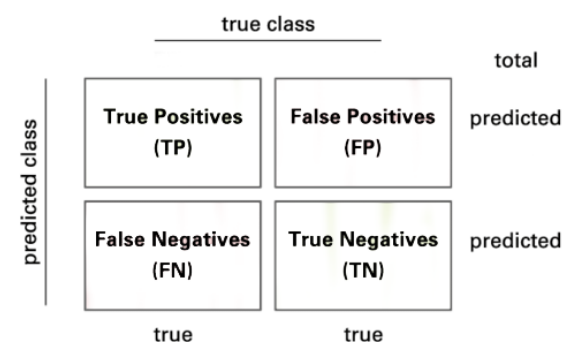 true class
total
predicted class
True Positives
(TP)
False Positives
(FP)
predicted
False Negatives
(FN)
True Negatives
(TN)
predicted
true
true